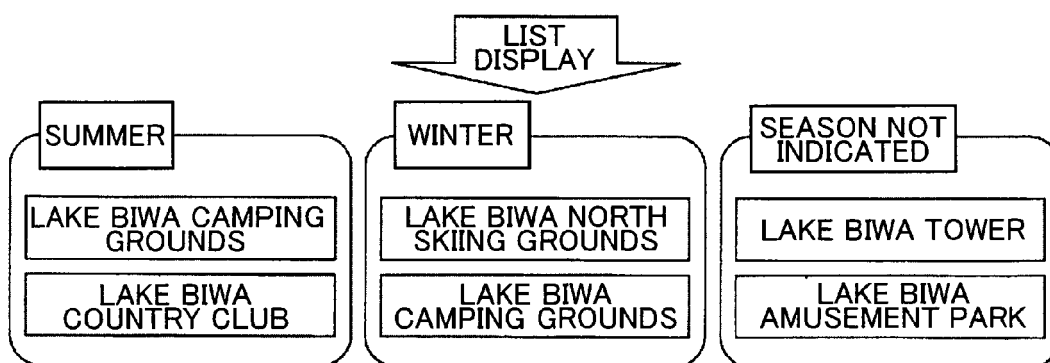 LIST
DISPLAY
SUMMER
LAKE BIWA CAMPING
GROUNDS
LAKE BIWA
COUNTRY CLUB
WINTER
LAKE BIWA NORTH
SKIING GROUNDS
LAKE BIWA
CAMPING GROUNDS
SEASON NOT
INDICATED
LAKE BIWA TOWER
LAKE BIWA
AMUSEMENT PARK